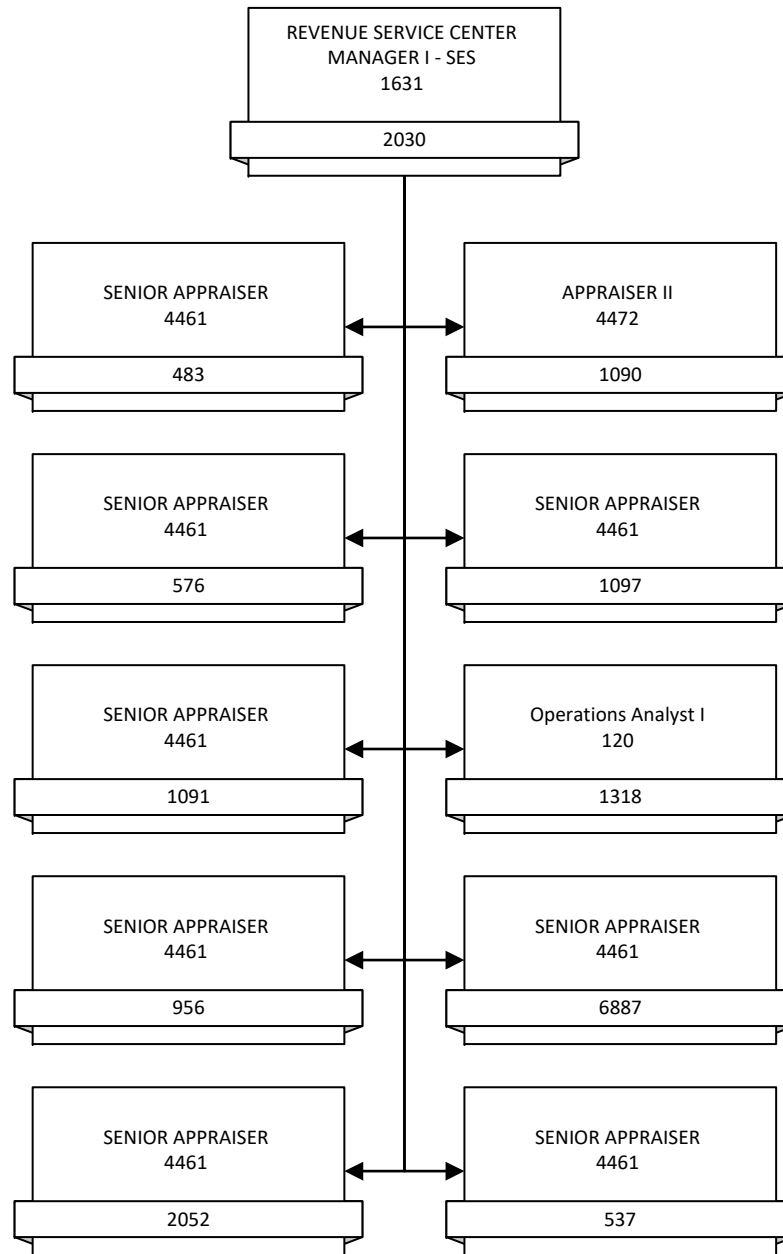 REVENUE SERVICE CENTER
MANAGER I - SES
1631
2030
SENIOR APPRAISER
4461
483
APPRAISER II
4472
1090
SENIOR APPRAISER
4461
576
SENIOR APPRAISER
4461
1097
SENIOR APPRAISER
4461
1091
Operations Analyst I
120
1318
SENIOR APPRAISER
4461
956
SENIOR APPRAISER
4461
6887
SENIOR APPRAISER
4461
2052
SENIOR APPRAISER
4461
537